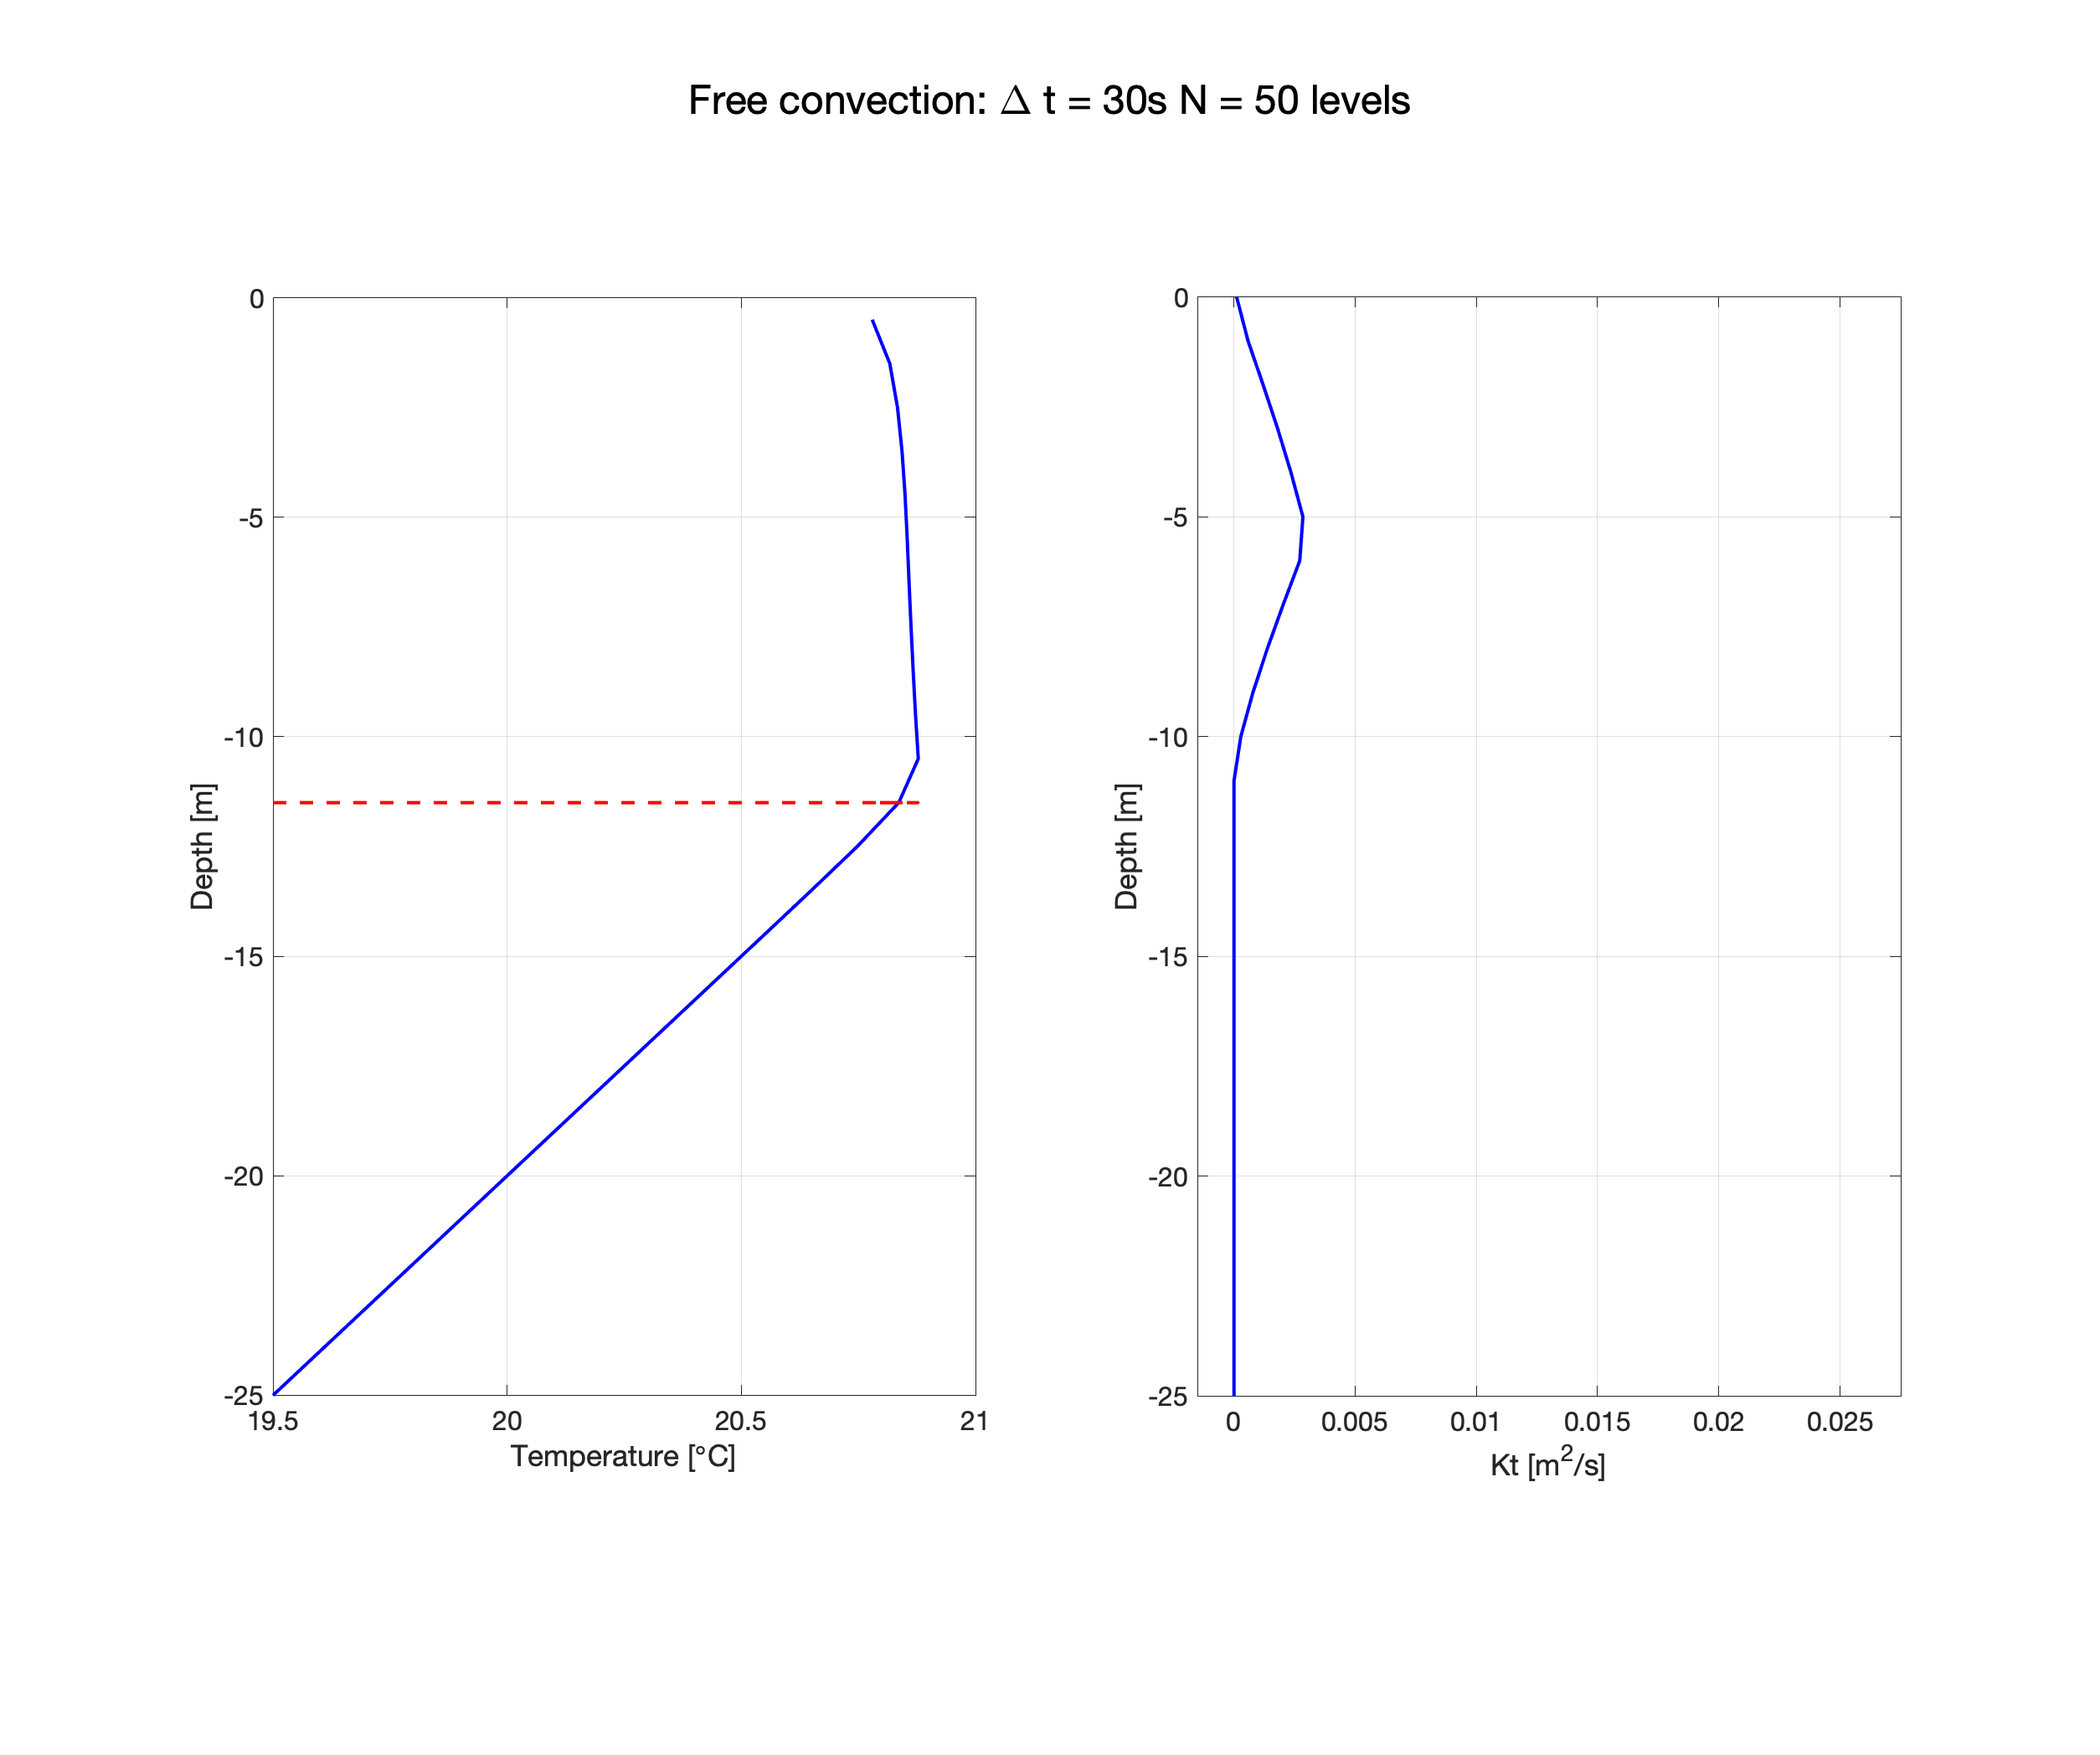 Free convection: Δ t = 30s N = 50 levels
0
-5
-10
-15
-20
-25
Depth [m]
19.5 20 20.5 21
Temperature [°C]
0
-5
-10
-15
-20
-25
Depth [m]
0 0.005 0.01 0.015 0.02 0.025
Kt [m²/s]